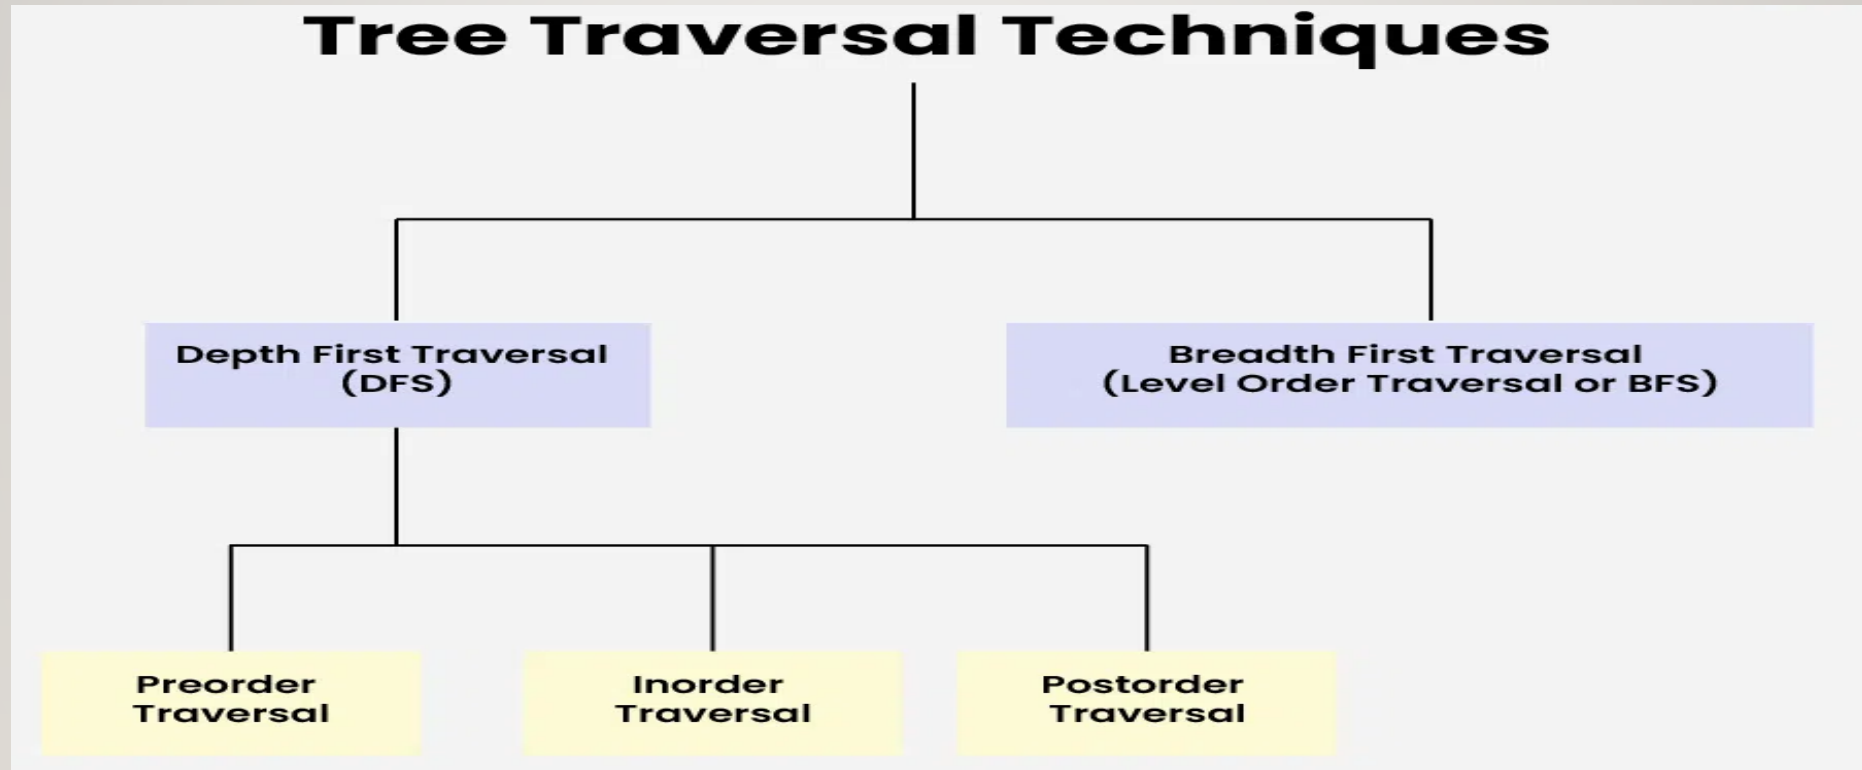 Tree Traversal Techniques
Depth First Traversal
(DFS)
Breadth First Traversal
(Level Order Traversal or BFS)
Preorder
Traversal
Inorder
Traversal
Postorder
Traversal